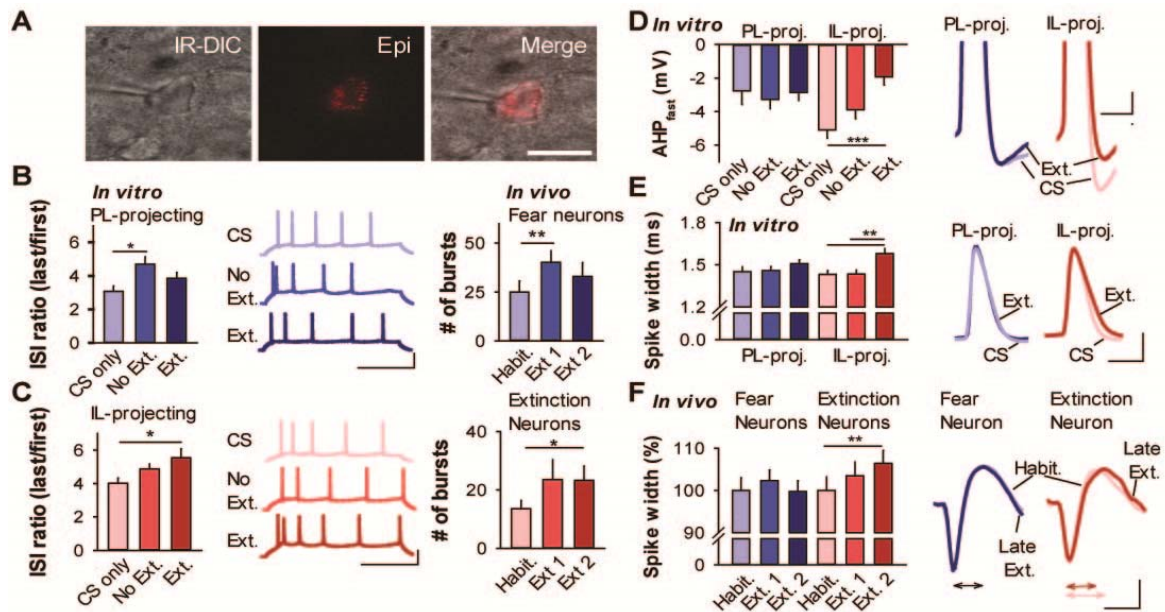 A
IR-DIC
Epi
Merge
B
In vitro
PL-projecting
ISI ratio (last/first)
6
4
2
0
*
CS only
No Ext.
Ext.
CS
No
Ext.
Ext.
In vivo
Fear neurons
# of bursts
50
25
0
**
Habit.
Ext 1
Ext 2
C
IL-projecting
ISI ratio (last/first)
6
4
2
0
*
CS only
No Ext.
Ext.
CS
No
Ext.
Ext.
Extinction
Neurons
# of bursts
40
20
0
*
Habit.
Ext 1
Ext 2
D
In vitro
PL-proj.
IL-proj.
AHPfast (mV)
0
-2
-4
-6
CS only
No Ext.
Ext.
CS only
No Ext.
Ext.
***
PL-proj.
IL-proj.
Ext.
CS
E
In vitro
Spike width (ms)
1.8
1.5
1.2
0.0
**
PL-proj.
IL-proj.
PL-proj.
IL-proj.
Ext.
CS
Ext.
CS
F
In vivo
Fear
Neurons
Extinction
Neurons
Spike width (%)
110
100
90
0
**
Habit.
Ext. 1
Ext. 2
Habit.
Ext. 1
Ext. 2
Fear
Neuron
Extinction
Neuron
Habit.
Late
Ext.
Late
Ext.